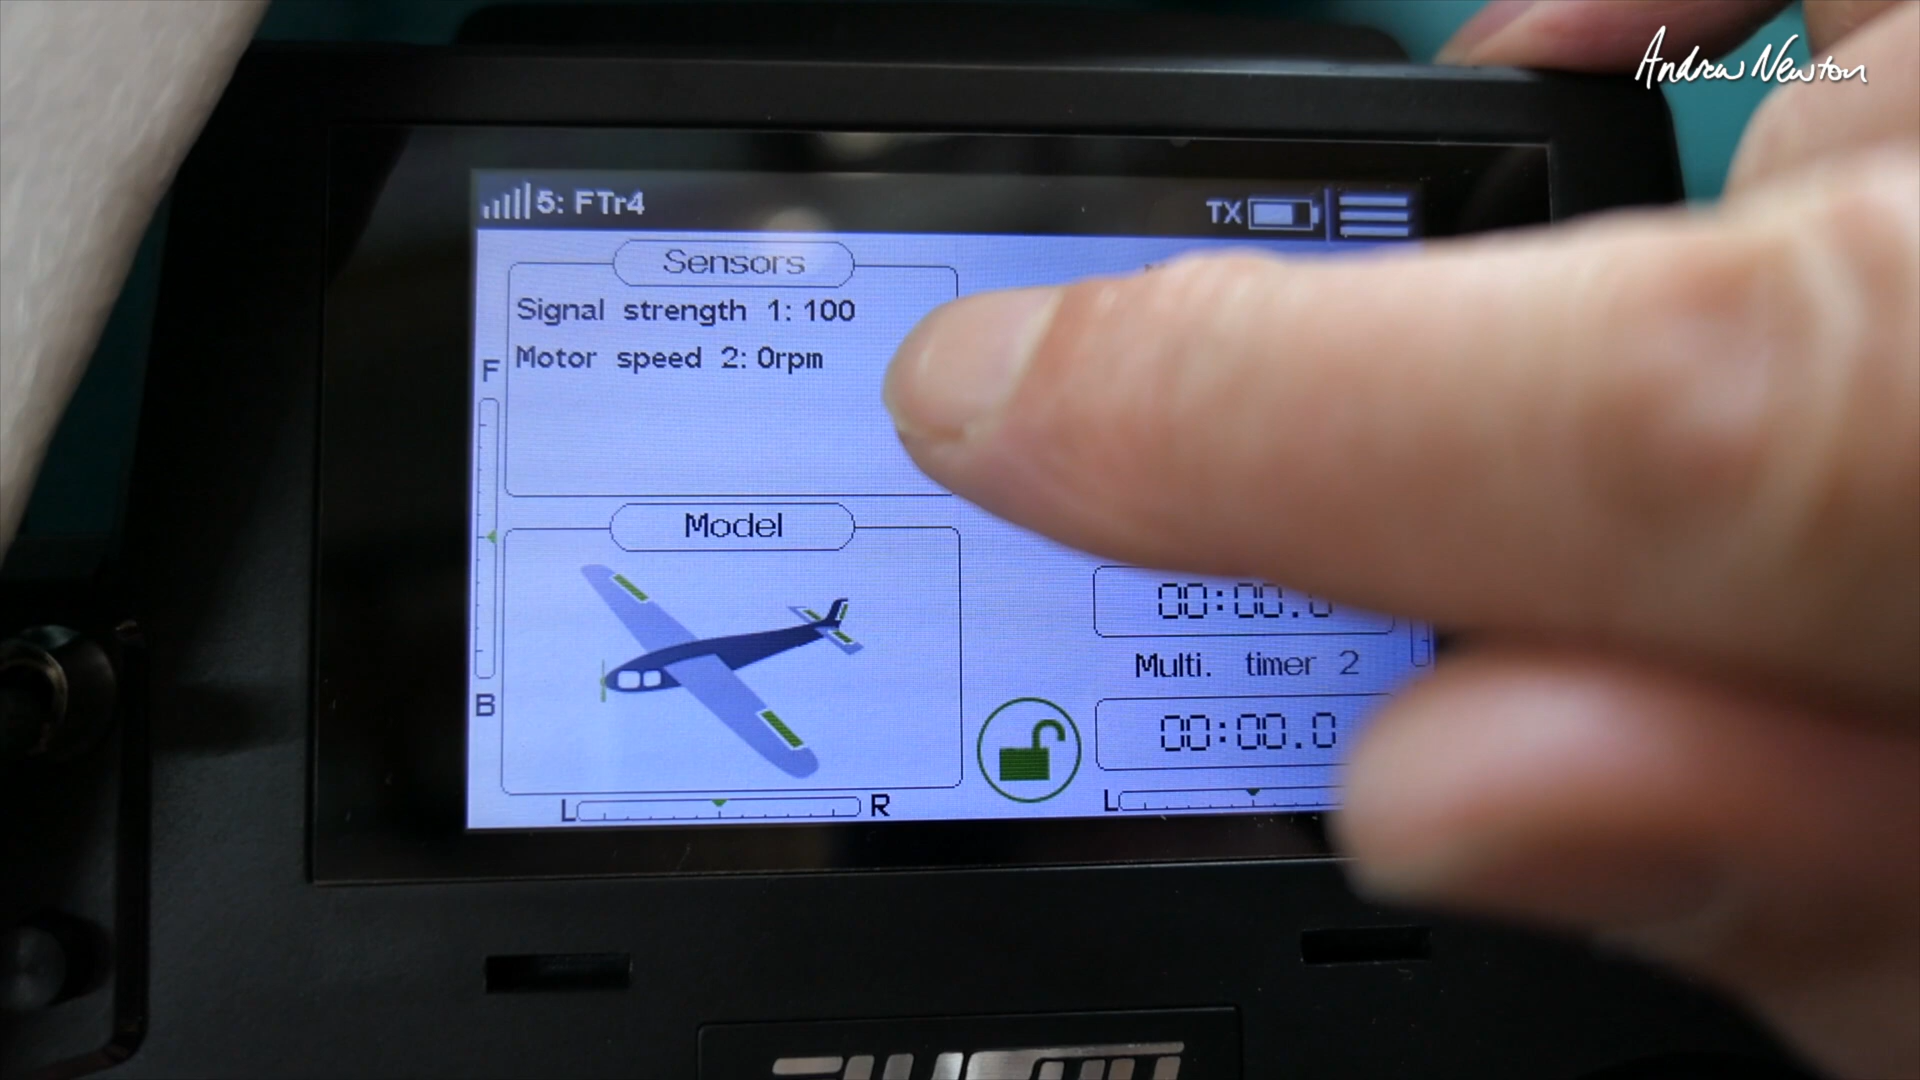 Andrew Newton
5: FTr4
TX
Sensors
Signal strength 1: 100
Motor speed 2: 0rpm
F
Model
B
00:00.0
Multi. timer 2
00:00.0
L
R
L